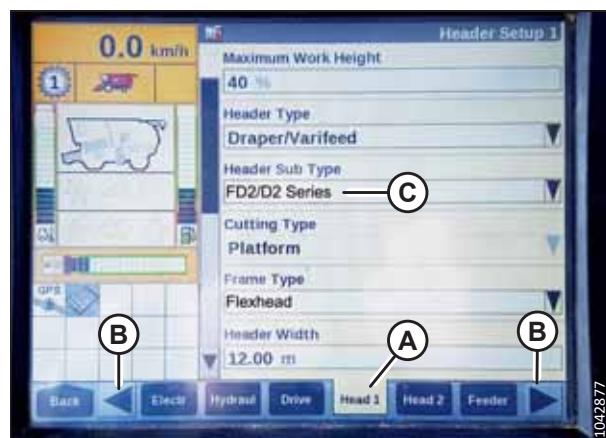 0.0 km/h
Header Setup 1
1
Maximum Work Height
40 %
Header Type
Draper/Varifeed
Header Sub Type
FD2/D2 Series
C
Cutting Type
Platform
Frame Type
Flexhead
GPS
Header Width
12.00 m
B
A
B
Back
Electr
Hydraul
Drive
Head 1
Head 2
Feeder
1042877